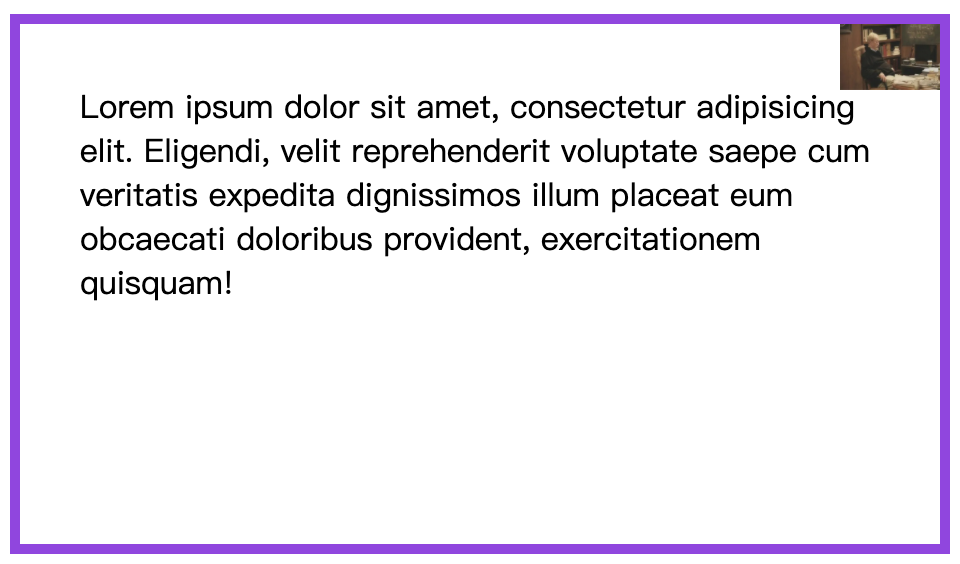 Lorem ipsum dolor sit amet, consectetur adipisicing
elit. Eligendi, velit reprehenderit voluptate saepe cum
veritatis expedita dignissimos illum placeat eum
obcaecati doloribus provident, exercitationem
quisquam!